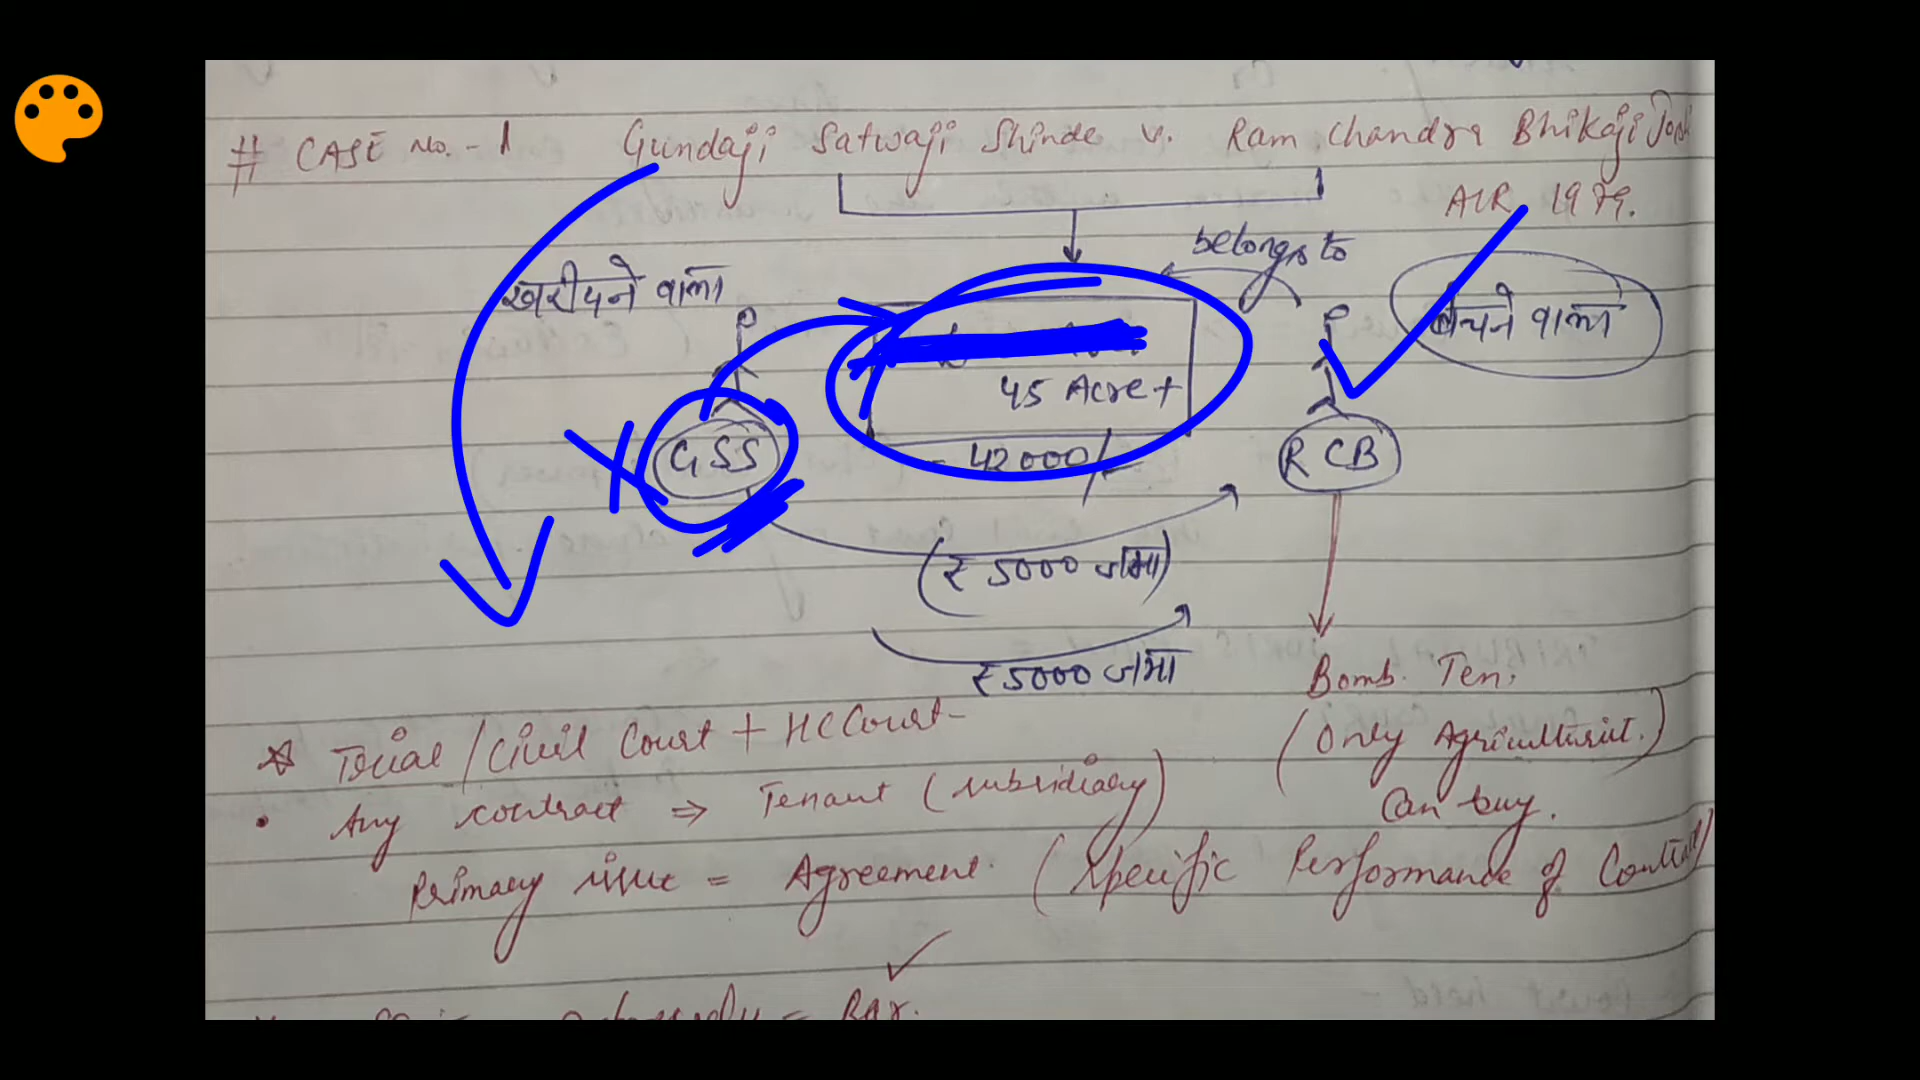 # CASE No. - 1 Gundaji Satwaji Shinde v. Ram Chandra Bhikaji Joshi
AIR 1979.
belongs to
खरीदने वाला
बेचने वाला
45 Acre +
GSS
42000/-
RCB
(₹ 5000 जमा)
₹ 5000 जमा
Bomb. Ten.
Trial / Civil Court + HC Court -
(Only Agriculturist.)
Can buy.
• Any contract ⇒ Tenant (subsidiary)
Primary issue = Agreement. (Specific Performance of Contract)
= Bar.